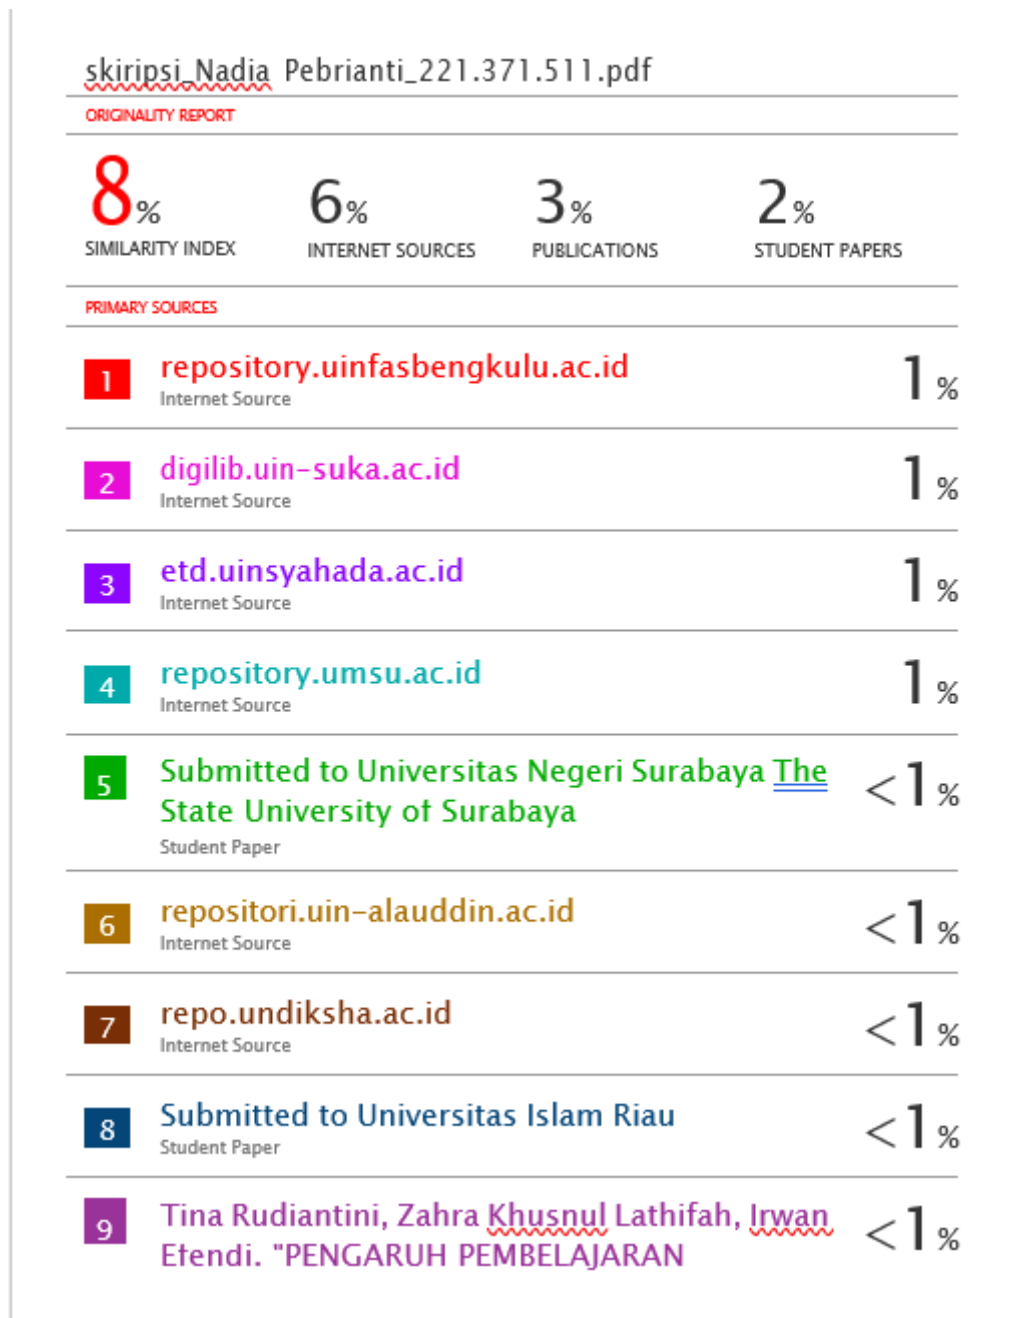 skiripsi_Nadia Pebrianti_221.371.511.pdf
ORIGINALITY REPORT
8% 6% 3% 2%
SIMILARITY INDEX INTERNET SOURCES PUBLICATIONS STUDENT PAPERS
PRIMARY SOURCES
1 repository.uinfasbengkulu.ac.id 1%
Internet Source
2 digilib.uin-suka.ac.id 1%
Internet Source
3 etd.uinsyahada.ac.id 1%
Internet Source
4 repository.umsu.ac.id 1%
Internet Source
5 Submitted to Universitas Negeri Surabaya The <1%
State University of Surabaya
Student Paper
6 repositori.uin-alauddin.ac.id <1%
Internet Source
7 repo.undiksha.ac.id <1%
Internet Source
8 Submitted to Universitas Islam Riau <1%
Student Paper
9 Tina Rudiantini, Zahra Khusnul Lathifah, Irwan <1%
Efendi. "PENGARUH PEMBELAJARAN